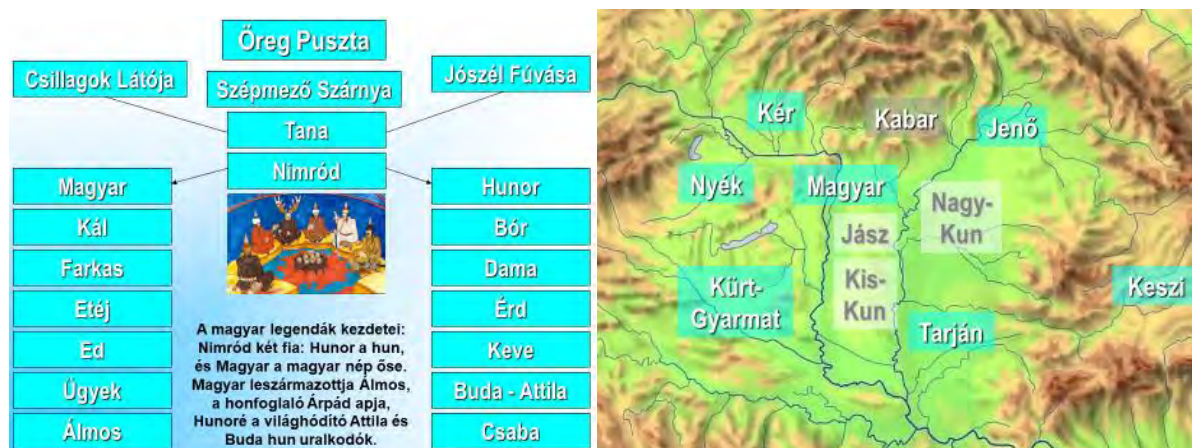 Öreg Puszta
Csillagok Látója
Szépmező Szárnya
Jószél Fúvása
Tana
Nimród
Magyar
Kál
Farkas
Etéj
Ed
Ügyek
Álmos
Hunor
Bór
Dama
Érd
Keve
Buda - Attila
Csaba
A magyar legendák kezdetei:
Nimród két fia: Hunor a hun,
és Magyar a magyar nép őse.
Magyar leszármazottja Álmos,
a honfoglaló Árpád apja,
Hunoré a világhódító Attila és
Buda hun uralkodók.
Kér
Kabar
Jenő
Nyék
Magyar
Nagy-
Kun
Jász
Kis-
Kun
Kürt-
Gyarmat
Tarján
Keszi